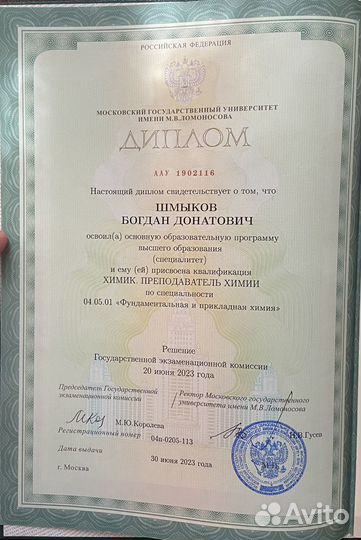 РОССИЙСКАЯ ФЕДЕРАЦИЯ
МОСКОВСКИЙ ГОСУДАРСТВЕННЫЙ УНИВЕРСИТЕТ
ИМЕНИ М.В.ЛОМОНОСОВА
ДИПЛОМ
ААУ 1902116
Настоящий диплом свидетельствует о том, что
ШМЫКОВ
БОГДАН ДОНАТОВИЧ
освоил(а) основную образовательную программу
высшего образования
(специалитет)
и ему (ей) присвоена квалификация
ХИМИК. ПРЕПОДАВАТЕЛЬ ХИМИИ
по специальности
04.05.01 «Фундаментальная и прикладная химия»
Решение
Государственной экзаменационной комиссии
20 июня 2023 года
Председатель Государственной
экзаменационной комиссии
М.Ю.Королева
Ректор Московского государственного
университета имени М.В.Ломоносова
Гусев
Регистрационный номер 04п-0205-113
Дата выдачи 30 июня 2023 года
г. Москва
Avito